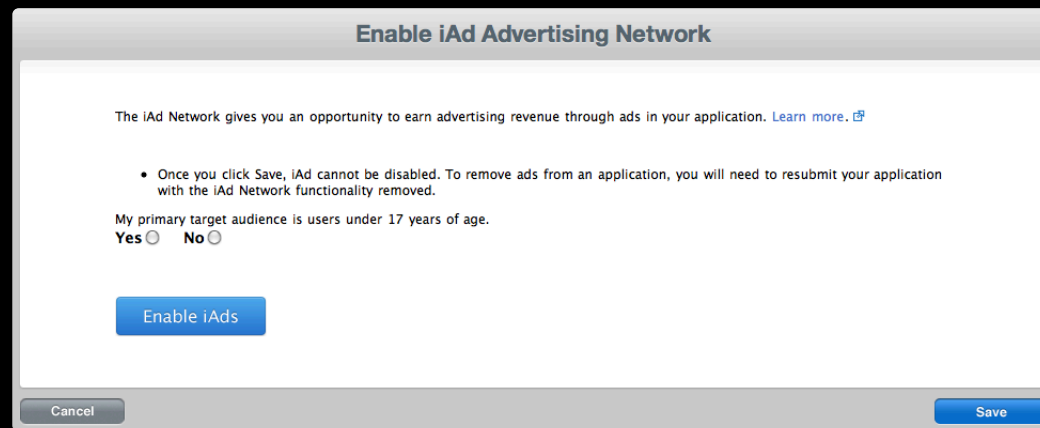 Enable iAd Advertising Network
The iAd Network gives you an opportunity to earn advertising revenue through ads in your application. Learn more.
• Once you click Save, iAd cannot be disabled. To remove ads from an application, you will need to resubmit your application
with the iAd Network functionality removed.
My primary target audience is users under 17 years of age.
Yes No
Enable iAds
Cancel Save